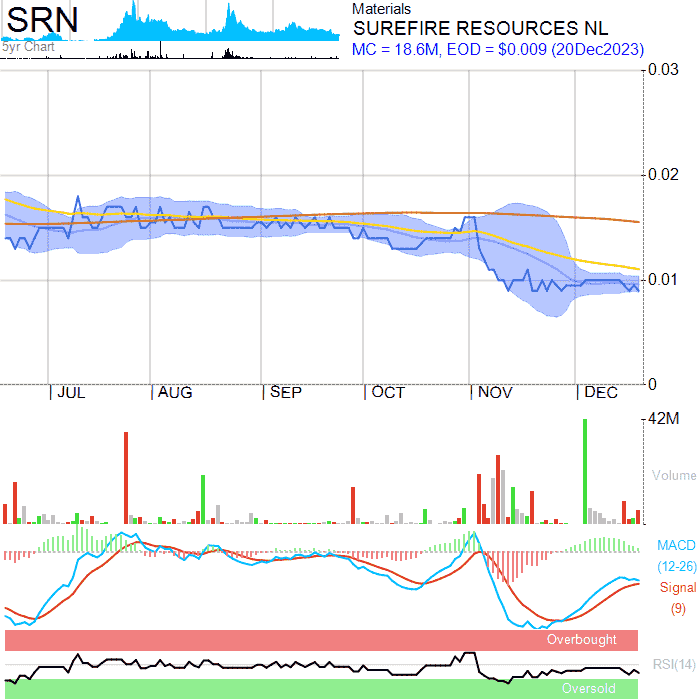 SRN
5yr Chart
Materials
SUREFIRE RESOURCES NL
MC = 18.6M, EOD = $0.009 (20Dec2023)
0.03
0.02
0.01
0
JUL AUG SEP OCT NOV DEC
42M
Volume
MACD
(12-26)
Signal
(9)
Overbought
RSI(14)
Oversold